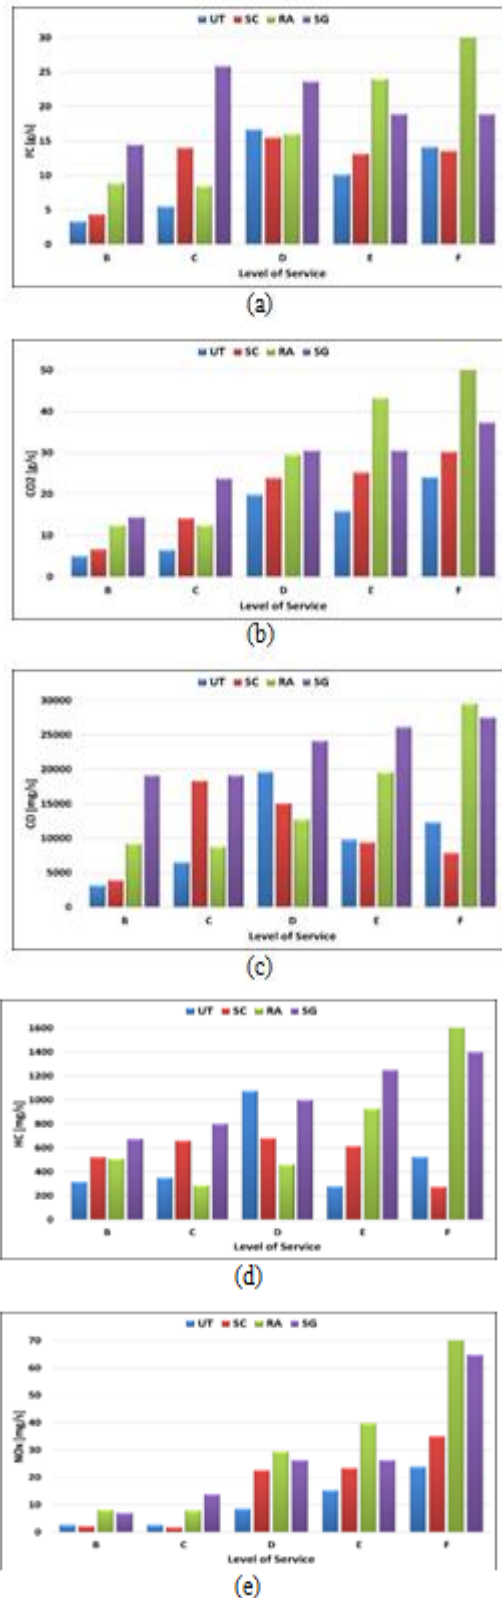 UT SC RA SG
30
25
20
15
10
5
0
FC[g/s]
B C D E F
Level of Service
(a)
UT SC RA SG
50
40
30
20
10
0
CO2 [g/s]
B C D E F
Level of Service
(b)
UT SC RA SG
30000
25000
20000
15000
10000
5000
0
CO [mg/s]
B C D E F
Level of Service
(c)
UT SC RA SG
1600
1400
1200
1000
800
600
400
200
0
HC [mg/s]
B C D E F
Level of Service
(d)
UT SC RA SG
70
60
50
40
30
20
10
0
NOx [mg/s]
B C D E F
Level of Service
(e)